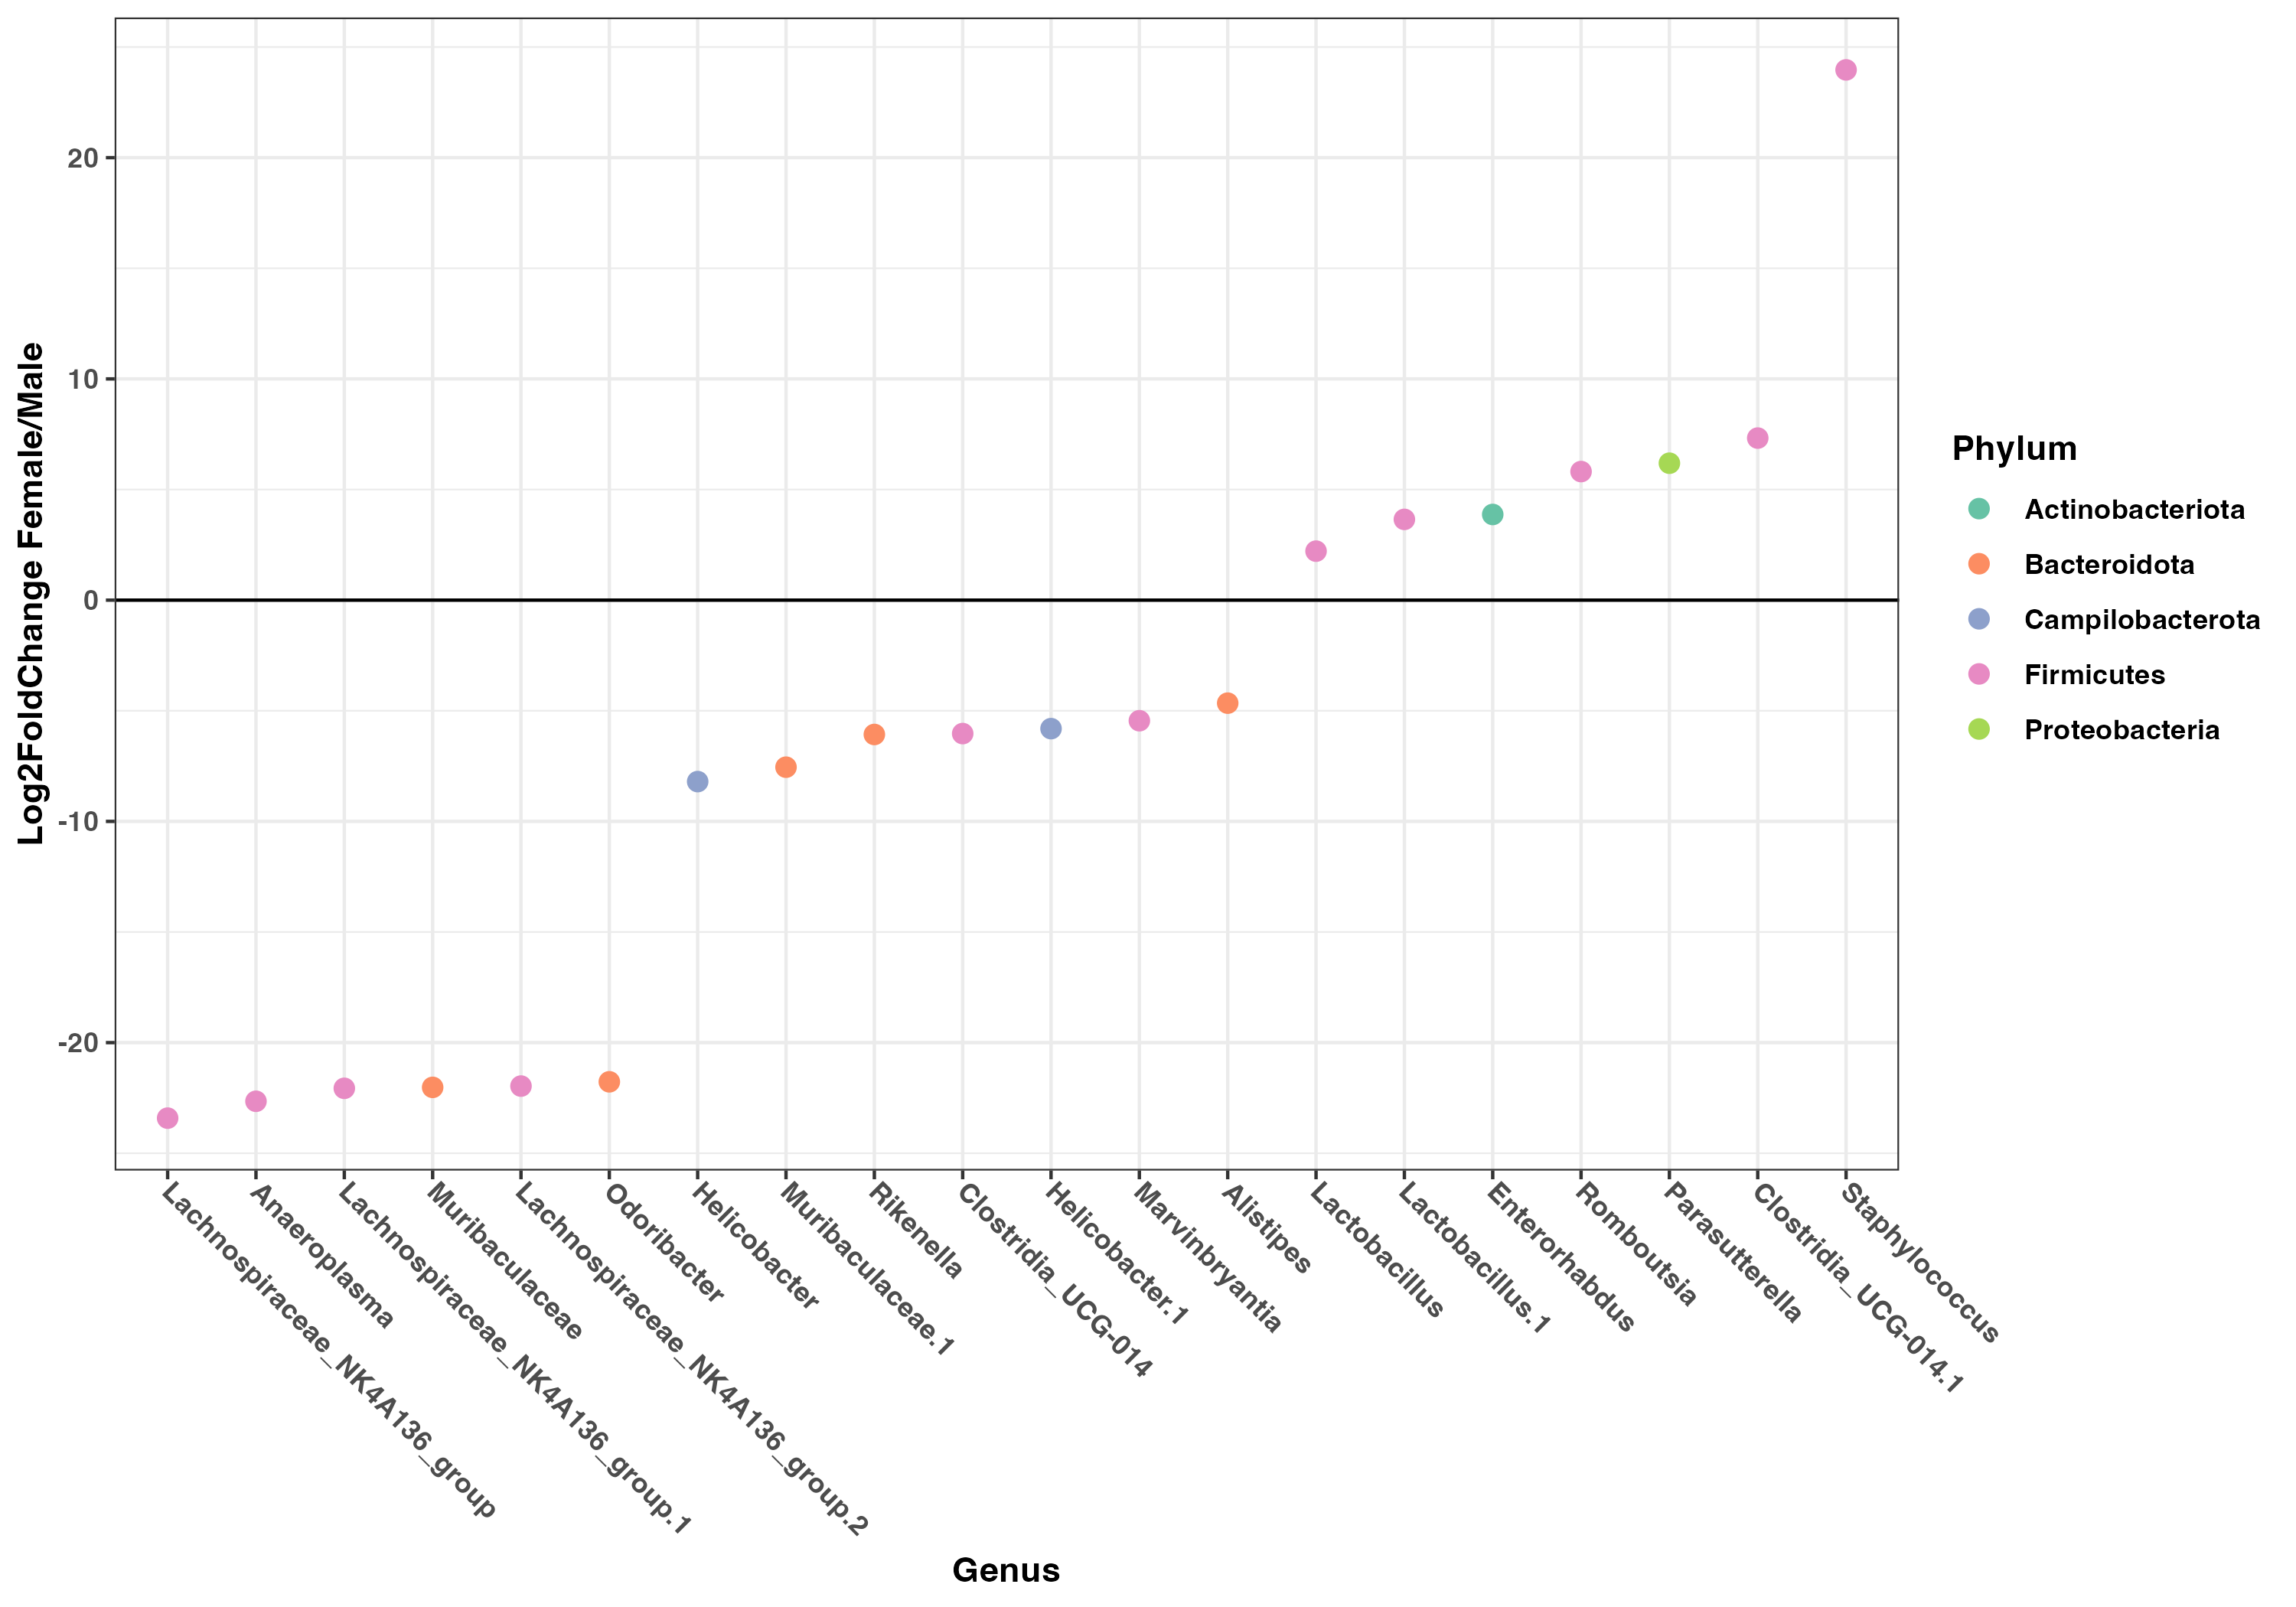 Log2FoldChange Female/Male
20
10
0
-10
-20
Lachnospiraceae_NK4A136_group
Anaeroplasma
Lachnospiraceae_NK4A136_group.1
Muribaculaceae
Lachnospiraceae_NK4A136_group.2
Odoribacter
Helicobacter
Muribaculaceae.1
Rikenella
Clostridia_UCG-014
Helicobacter.1
Marvinbryantia
Alistipes
Lactobacillus
Lactobacillus.1
Enterorhabdus
Romboutsia
Parasutterella
Clostridia_UCG-014.1
Staphylococcus
Genus
Phylum
Actinobacteriota
Bacteroidota
Campilobacterota
Firmicutes
Proteobacteria